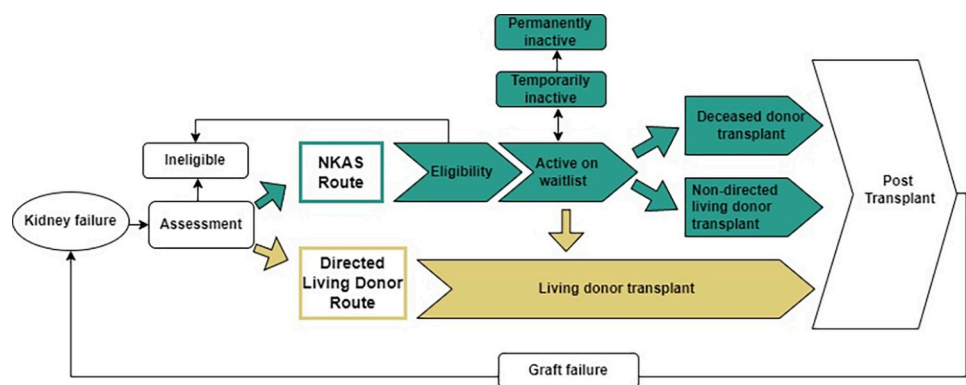 Permanently
inactive
Temporarily
inactive
Deceased donor
transplant
Ineligible
NKAS
Route
Eligibility
Active on
waitlist
Non-directed
living donor
transplant
Post
Transplant
Kidney failure
Assessment
Directed
Living Donor
Route
Living donor transplant
Graft failure